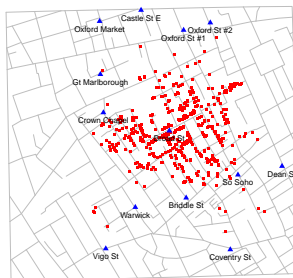 Castle St E
Oxford Market
Oxford St #2
Oxford St #1
Gt Marlborough
Crown Chapel
Broad St
Dean S
So Soho
Briddle St
Warwick
Vigo St
Coventry St